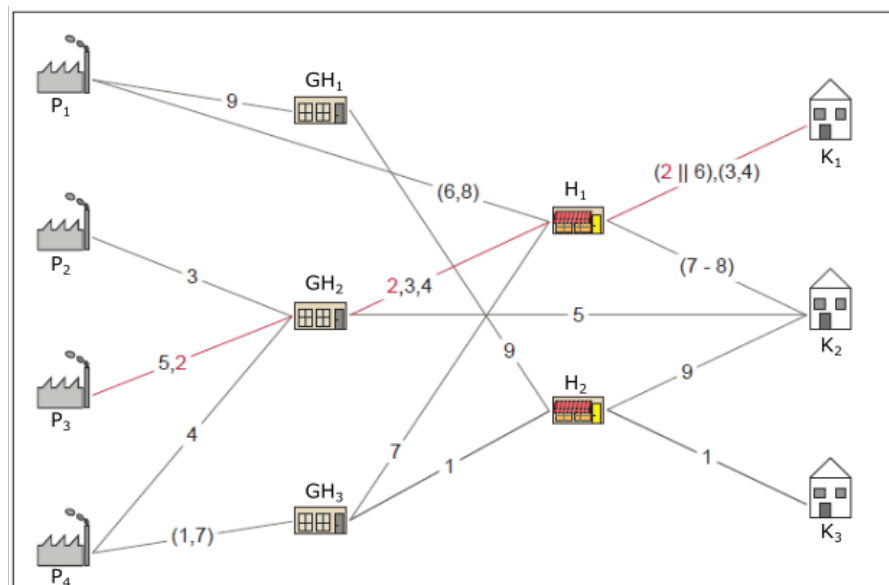 P1
9
GH1
(6,8)
H1
(2 || 6),(3,4)
K1
P2
3
GH2
2,3,4
(7 - 8)
5
K2
P3
5,2
9
H2
9
4
7
1
1
GH3
(1,7)
K3
P4